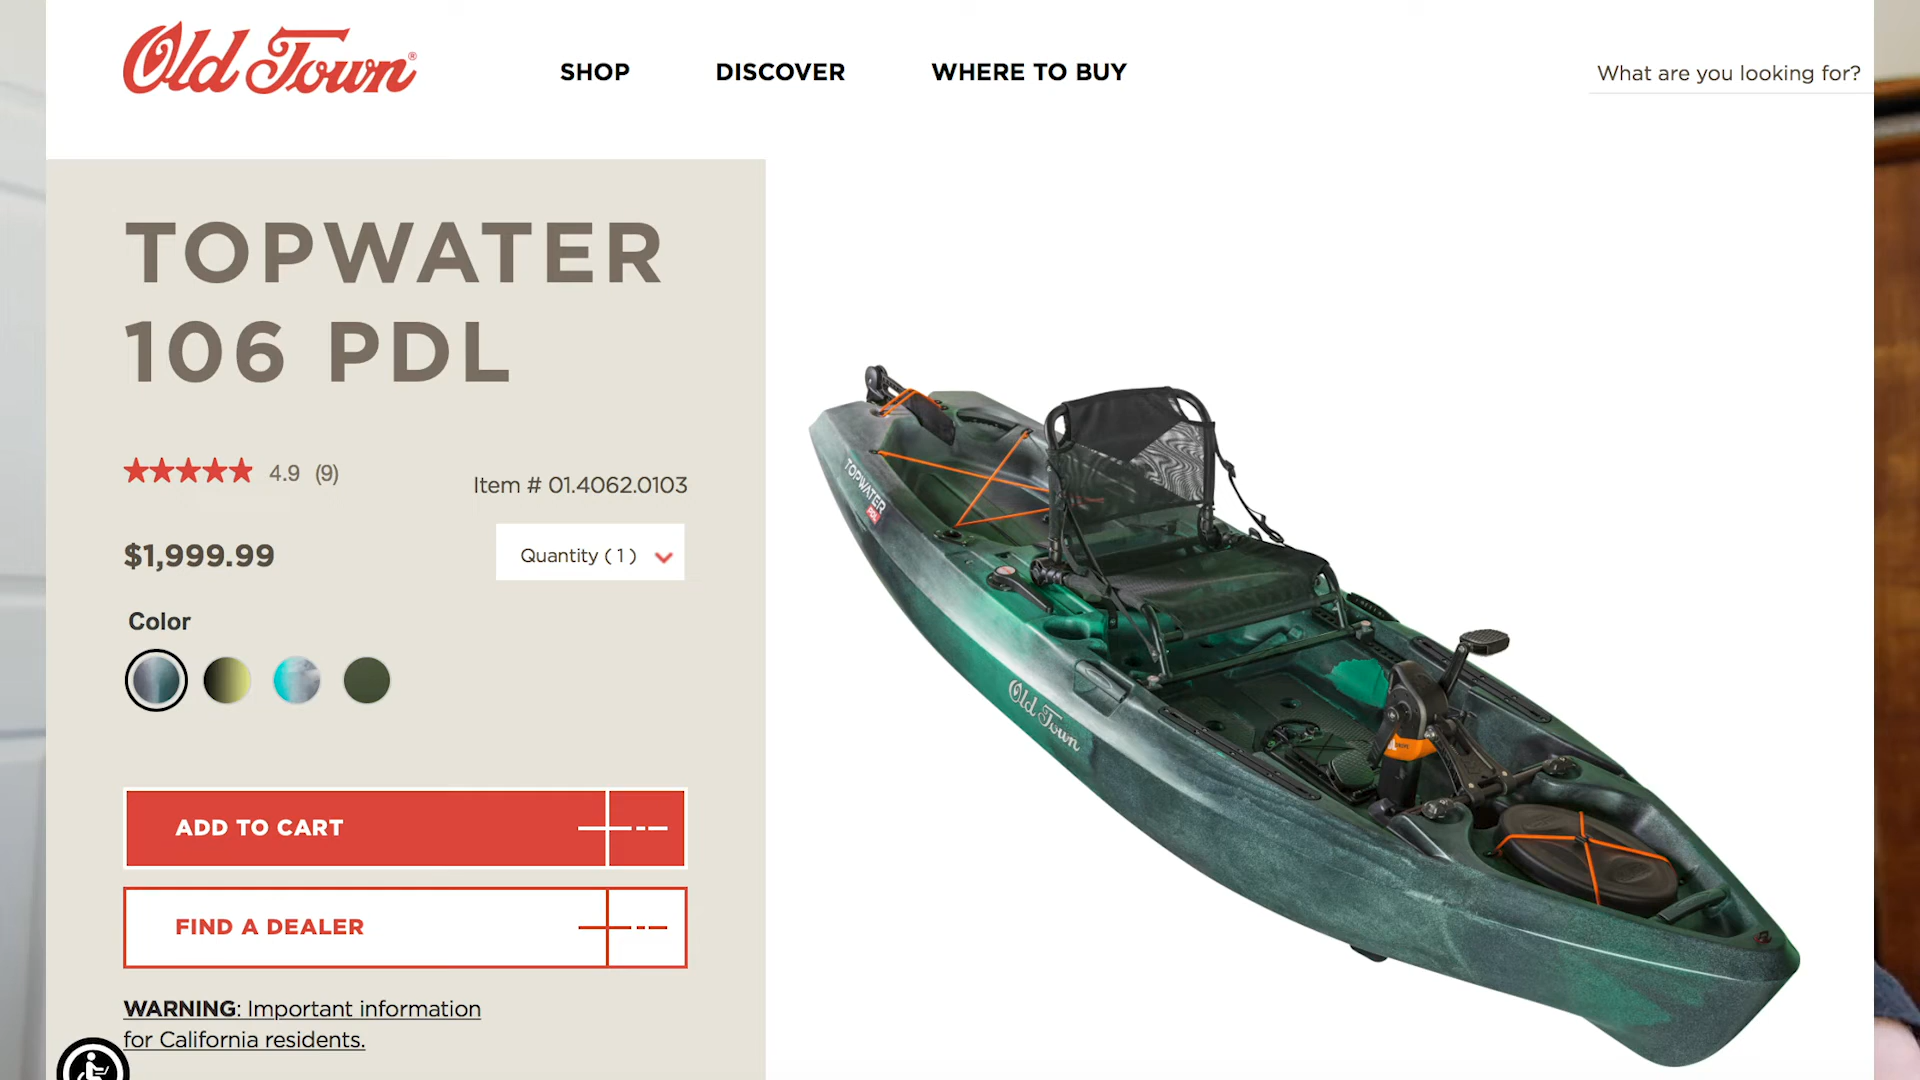 Old Town®
SHOP
DISCOVER
WHERE TO BUY
What are you looking for?
TOPWATER
106 PDL
4.9 (9)
Item # 01.4062.0103
$1,999.99
Quantity ( 1 )
Color
ADD TO CART
FIND A DEALER
WARNING: Important information
for California residents.
TOPWATER
PDL
Old Town